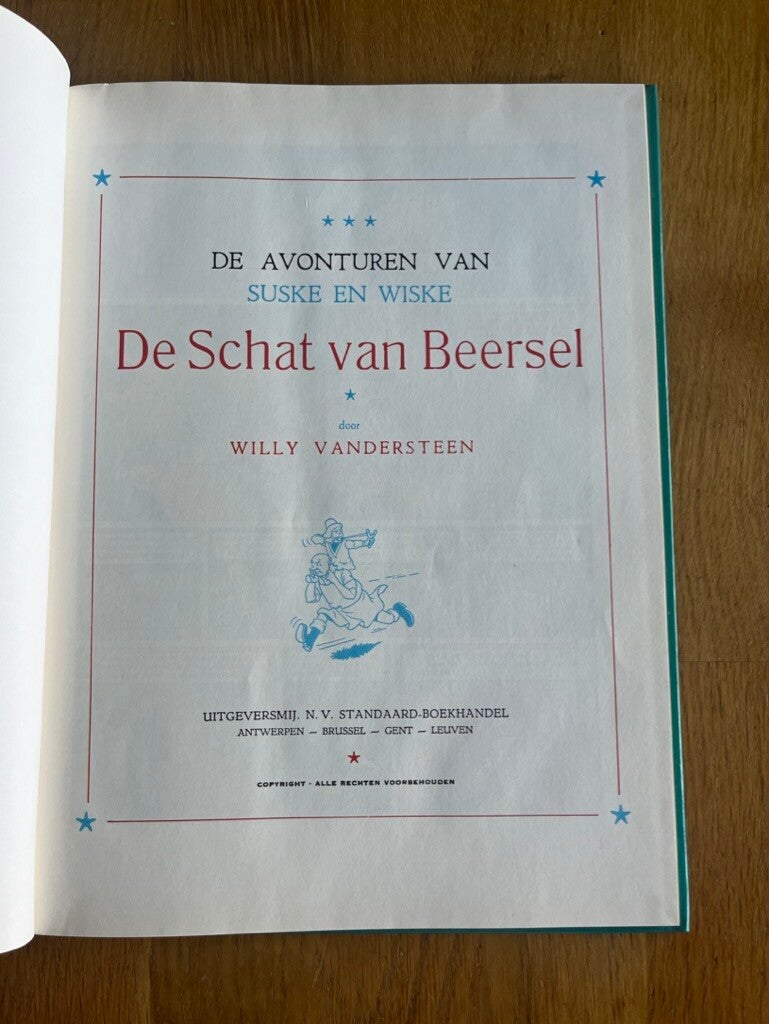 DE AVONTUREN VAN
SUSKE EN WISKE
De Schat van Beersel
door
WILLY VANDERSTEEN
UITGEVERSMIJ. N. V. STANDAARD-BOEKHANDEL
ANTWERPEN – BRUSSEL – GENT – LEUVEN
COPYRIGHT - ALLE RECHTEN VOORBEHOUDEN